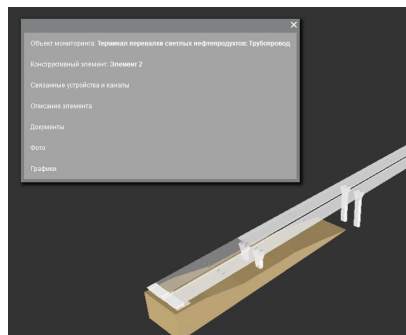 Объект мониторинга: Терминал перевалки светлых нефтепродуктов: Трубопровод
Конструктивный элемент: Элемент 2
Связанные устройства и каналы
Описание элемента
Документы
Фото
Графики